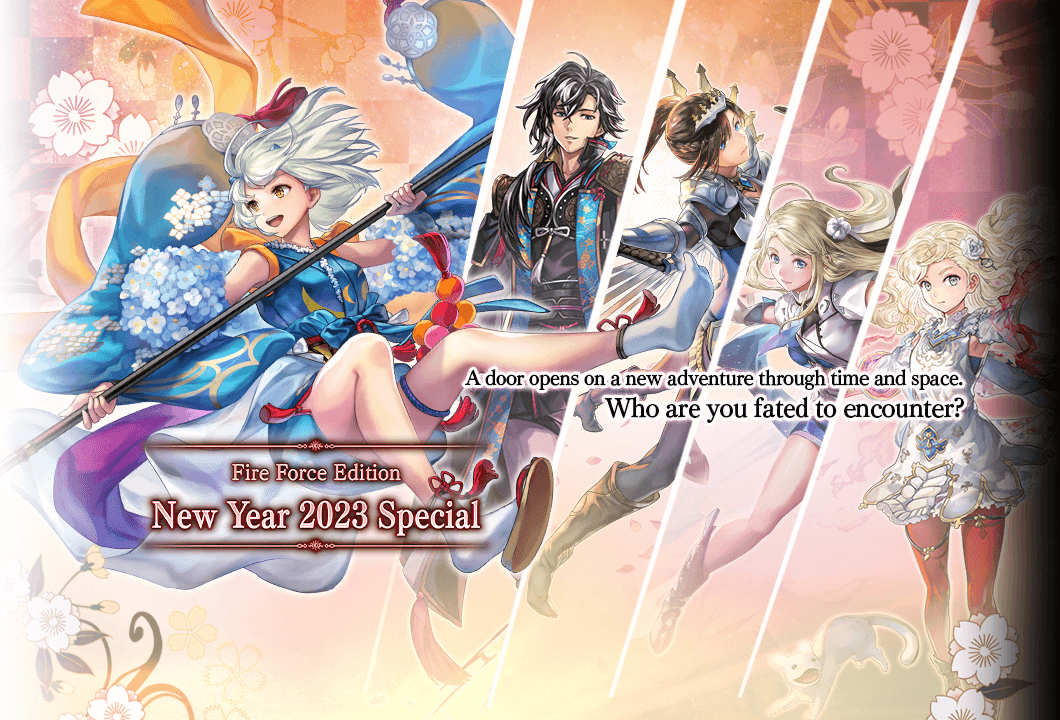 A door opens on a new adventure through time and space.
Who are you fated to encounter?
Fire Force Edition
New Year 2023 Special